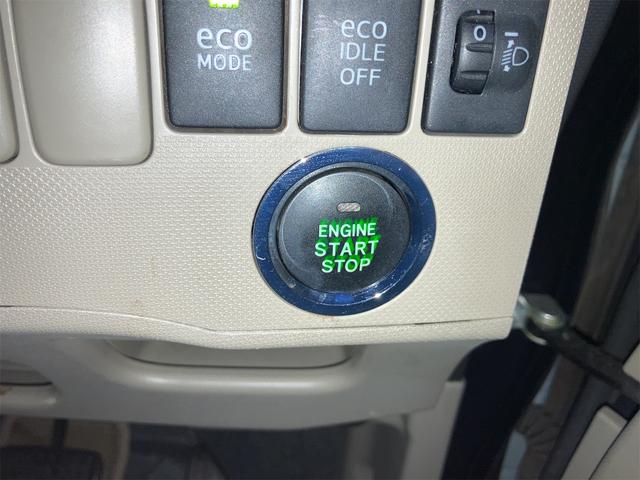 eco
MODE
eco
IDLE
OFF
0
ENGINE
START
STOP